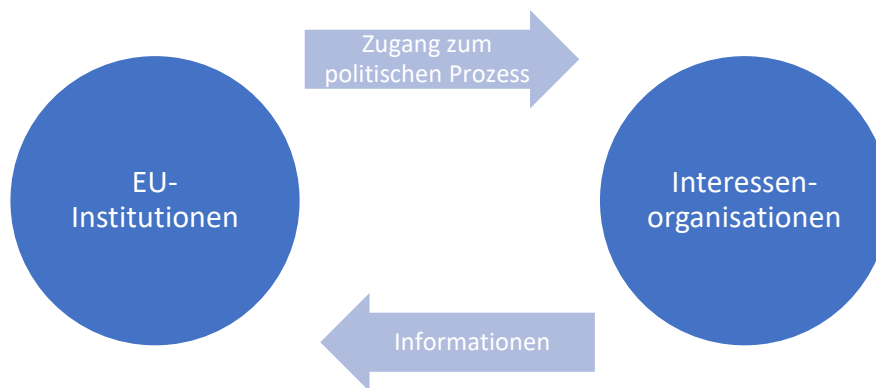 Zugang zum
politischen Prozess
EU-
Institutionen
Interessen-
organisationen
Informationen